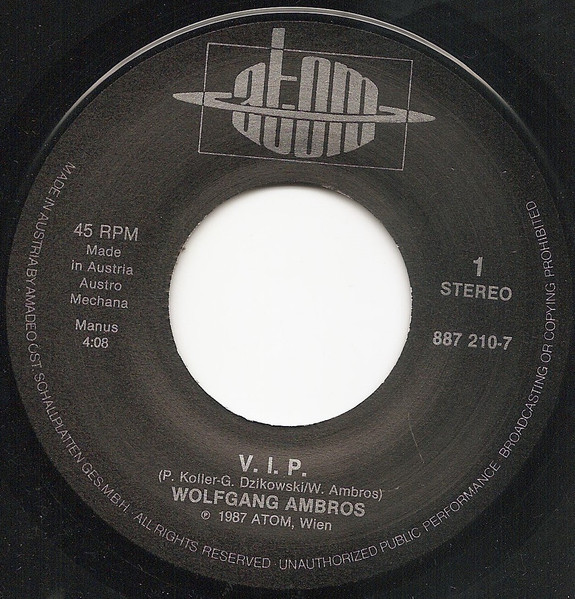 atom
45 RPM
Made
in Austria
Austro
Mechana
Manus
4:08
1
STEREO
887 210-7
V. I. P.
(P. Koller-G. Dzikowski/W. Ambros)
WOLFGANG AMBROS
℗ 1987 ATOM, Wien
MADE IN AUSTRIA BY AMADEO ÖST. SCHALLPLATTEN GES.M.B.H. ALL RIGHTS RESERVED · UNAUTHORIZED PUBLIC PERFORMANCE, BROADCASTING OR COPYING PROHIBITED